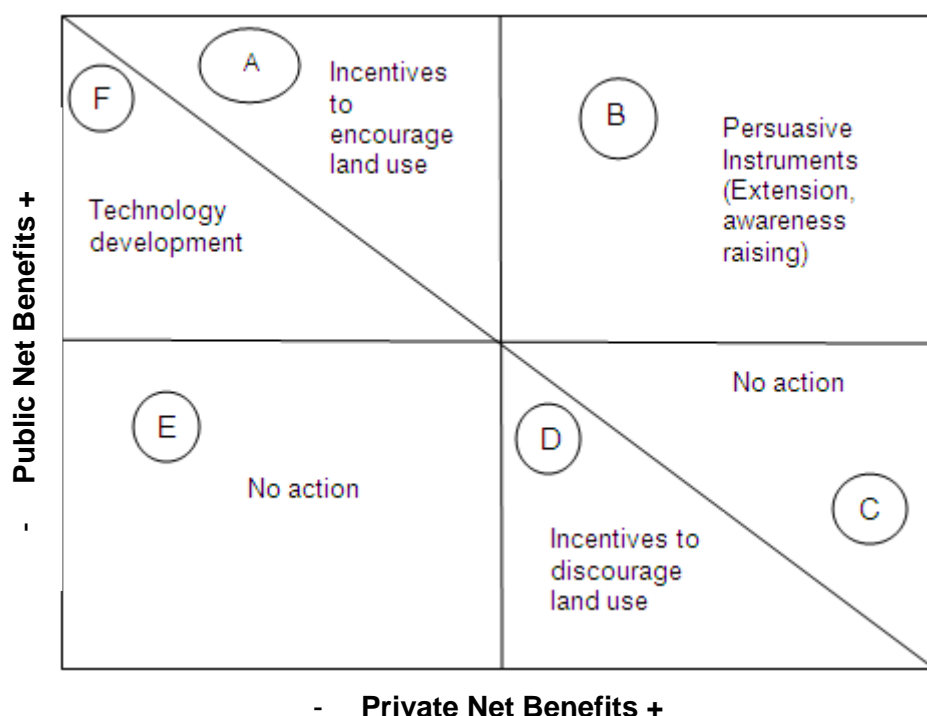 A
F
Incentives
to
encourage
land use
B
Persuasive
Instruments
(Extension,
awareness
raising)
Technology
development
- Public Net Benefits +
No action
E
D
No action
C
Incentives to
discourage
land use
- Private Net Benefits +